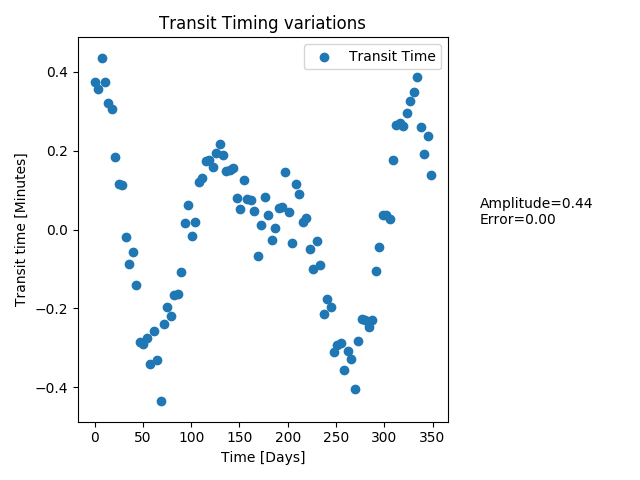 Transit Timing variations
Transit Time
0.4
0.2
0.0
−0.2
−0.4
Transit time [Minutes]
Amplitude=0.44
Error=0.00
0 50 100 150 200 250 300 350
Time [Days]